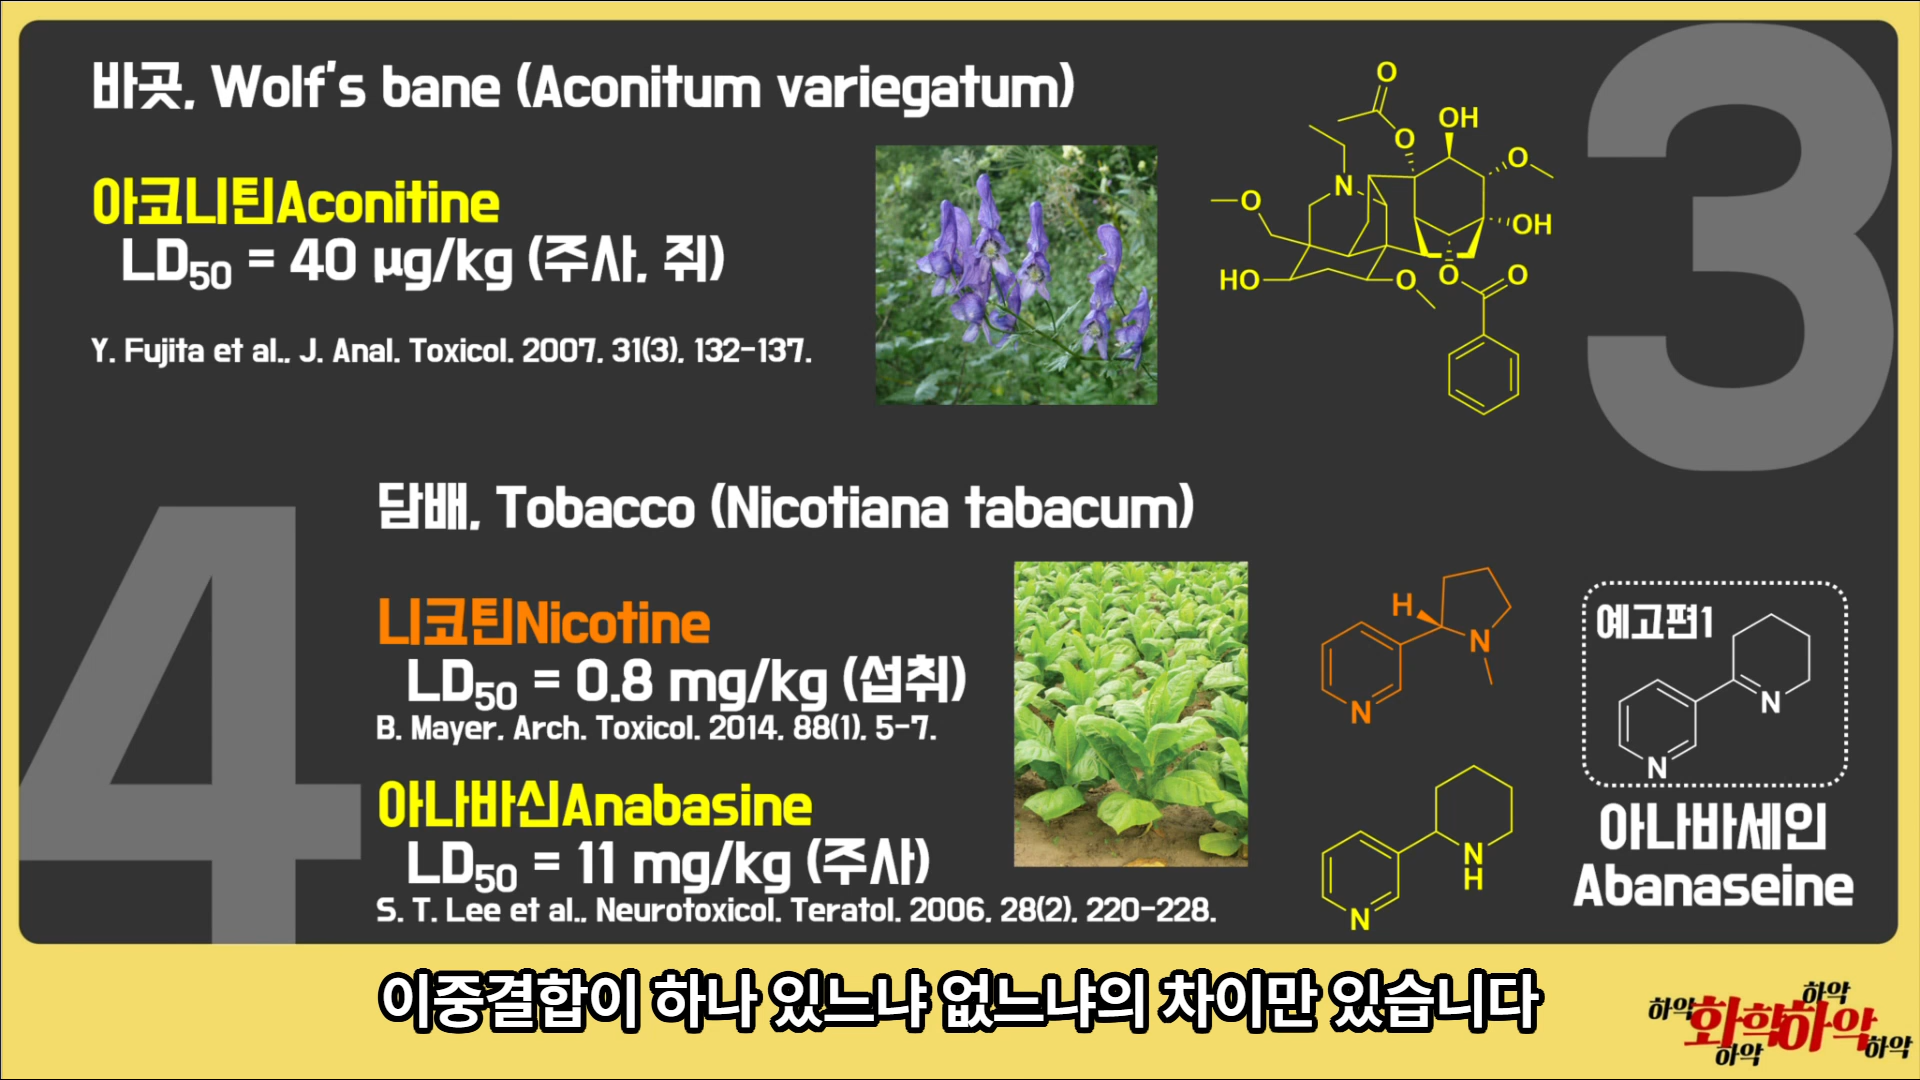 3
바곳, Wolf's bane (Aconitum variegatum)
아코니틴Aconitine
LD50 = 40 μg/kg (주사, 쥐)
Y. Fujita et al., J. Anal. Toxicol. 2007, 31(3), 132-137.
O
O
OH
O
N
O
OH
HO
O
O
O
4
담배, Tobacco (Nicotiana tabacum)
니코틴Nicotine
LD50 = 0.8 mg/kg (섭취)
B. Mayer, Arch. Toxicol. 2014, 88(1), 5-7.
H
N
N
아나바신Anabasine
LD50 = 11 mg/kg (주사)
S. T. Lee et al., Neurotoxicol. Teratol. 2006, 28(2), 220-228.
N
H
N
예고편1
N
N
아나바세인
Abanaseine
이중결합이 하나 있느냐 없느냐의 차이만 있습니다
하악
화학하악
하악
하악
하악